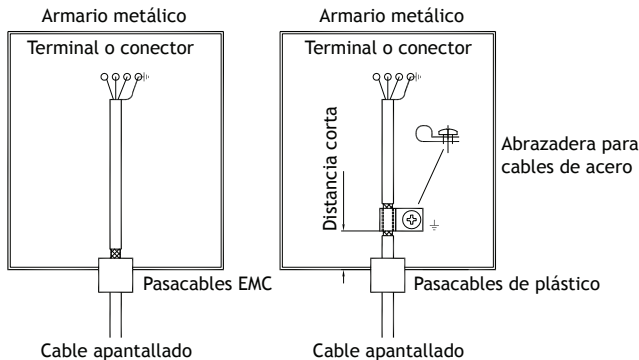 Armario metálico
Terminal o conector
Pasacables EMC
Cable apantallado
Armario metálico
Terminal o conector
Distancia corta
Abrazadera para
cables de acero
Pasacables de plástico
Cable apantallado